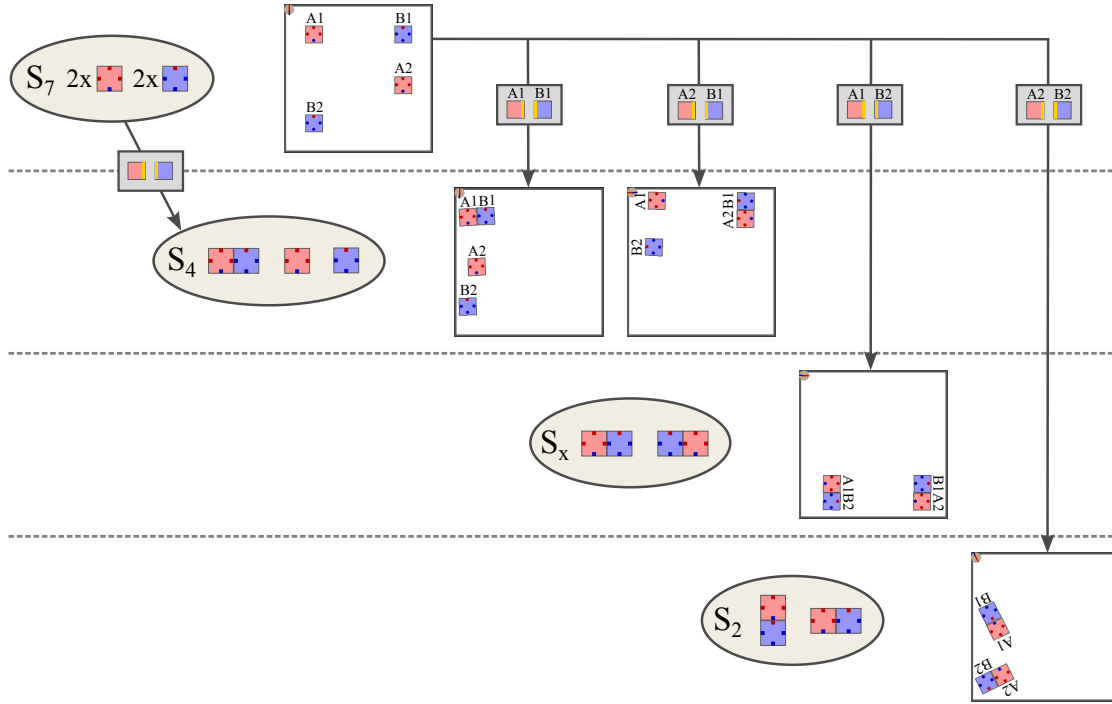 A1 B1
A2
B2
S7 2x 2x
A1 B1
A2 B1
A1 B2
A2 B2
S4
A1B1
A2
B2
A1
A2B1
B2
Sx
A1B2
B1A2
S2
B1
A1
B2
A2